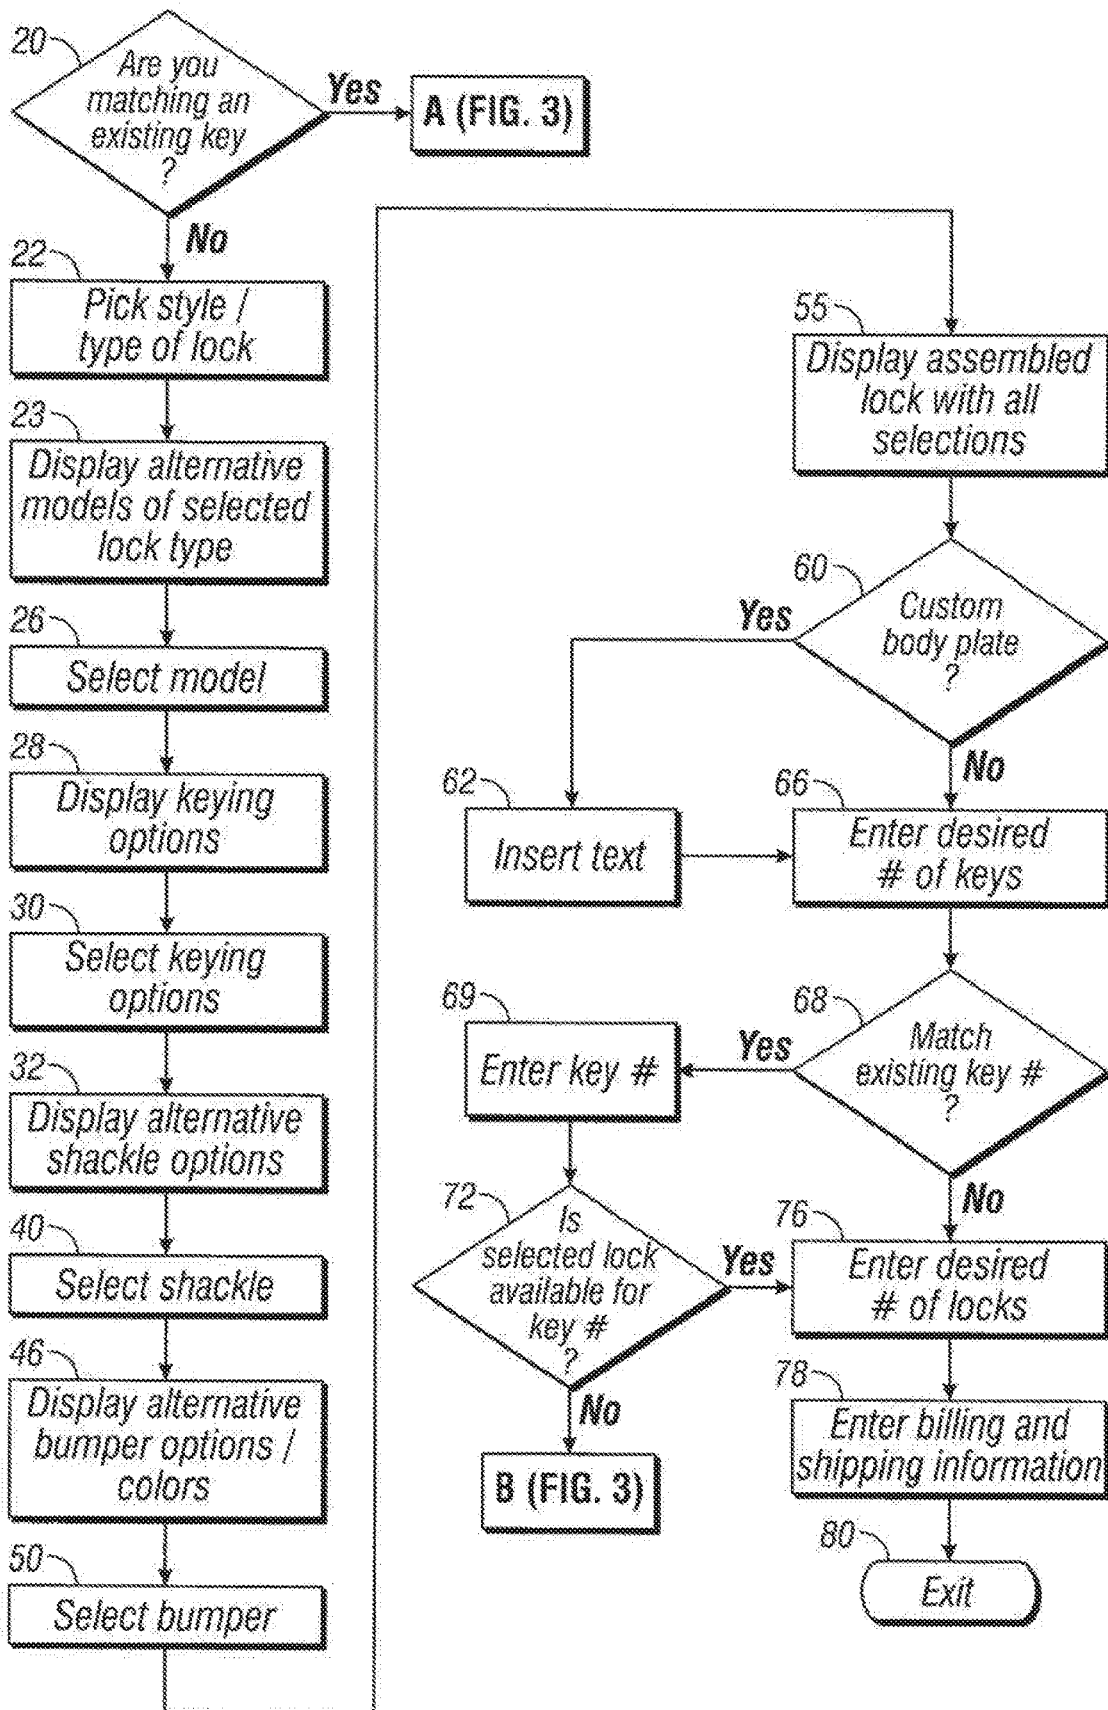 20
Are you
matching an
existing key
?
Yes
A (FIG. 3)
No
22
Pick style /
type of lock
23
Display alternative
models of selected
lock type
26
Select model
28
Display keying
options
30
Select keying
options
32
Display alternative
shackle options
40
Select shackle
46
Display alternative
bumper options /
colors
50
Select bumper
55
Display assembled
lock with all
selections
60
Custom
body plate
?
Yes
No
62
Insert text
66
Enter desired
# of keys
68
Match
existing key #
?
Yes
No
69
Enter key #
72
Is
selected lock
available for
key #
?
Yes
No
B (FIG. 3)
76
Enter desired
# of locks
78
Enter billing and
shipping information
80
Exit